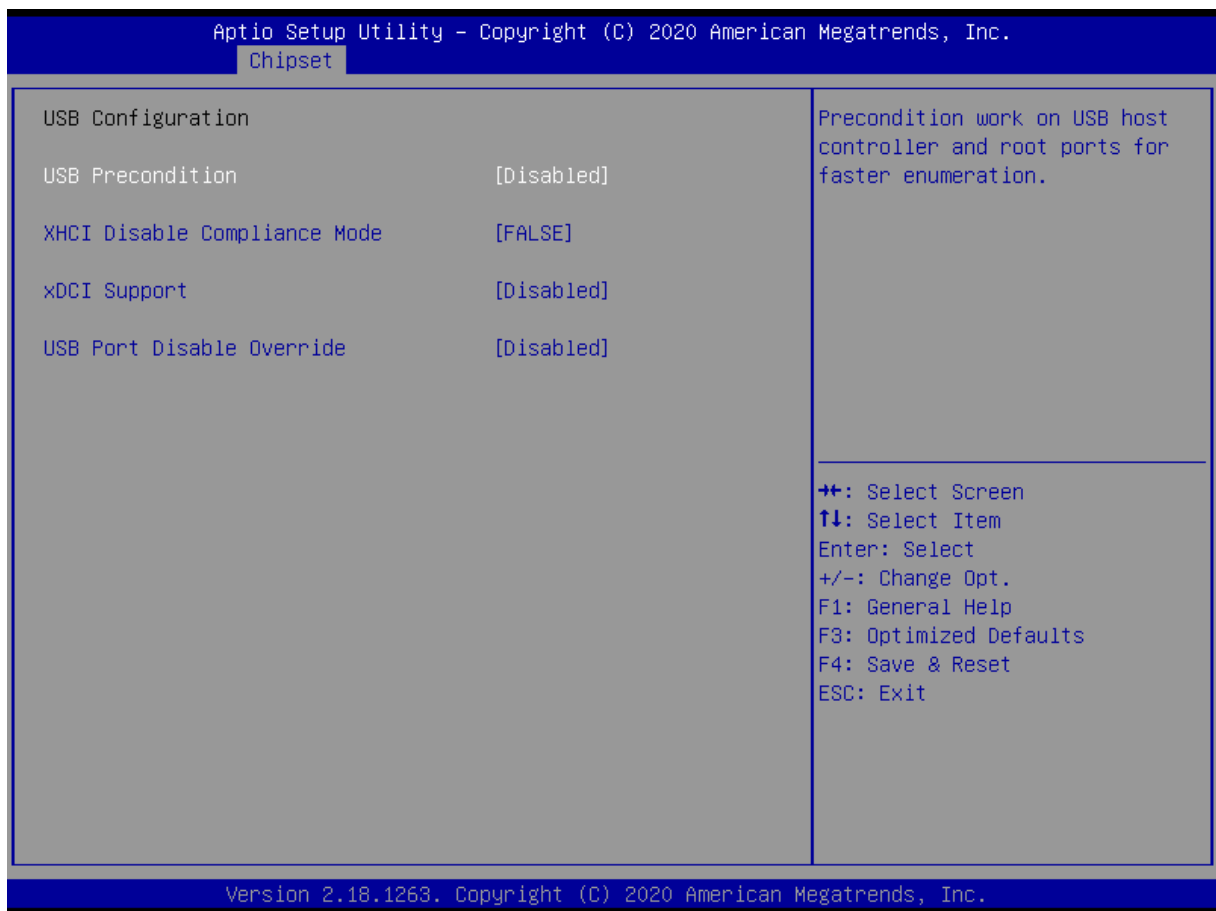 Aptio Setup Utility – Copyright (C) 2020 American Megatrends, Inc.
Chipset
USB Configuration
USB Precondition [Disabled]
XHCI Disable Compliance Mode [FALSE]
xDCI Support [Disabled]
USB Port Disable Override [Disabled]
Precondition work on USB host
controller and root ports for
faster enumeration.
→←: Select Screen
↑↓: Select Item
Enter: Select
+/-: Change Opt.
F1: General Help
F3: Optimized Defaults
F4: Save & Reset
ESC: Exit
Version 2.18.1263. Copyright (C) 2020 American Megatrends, Inc.